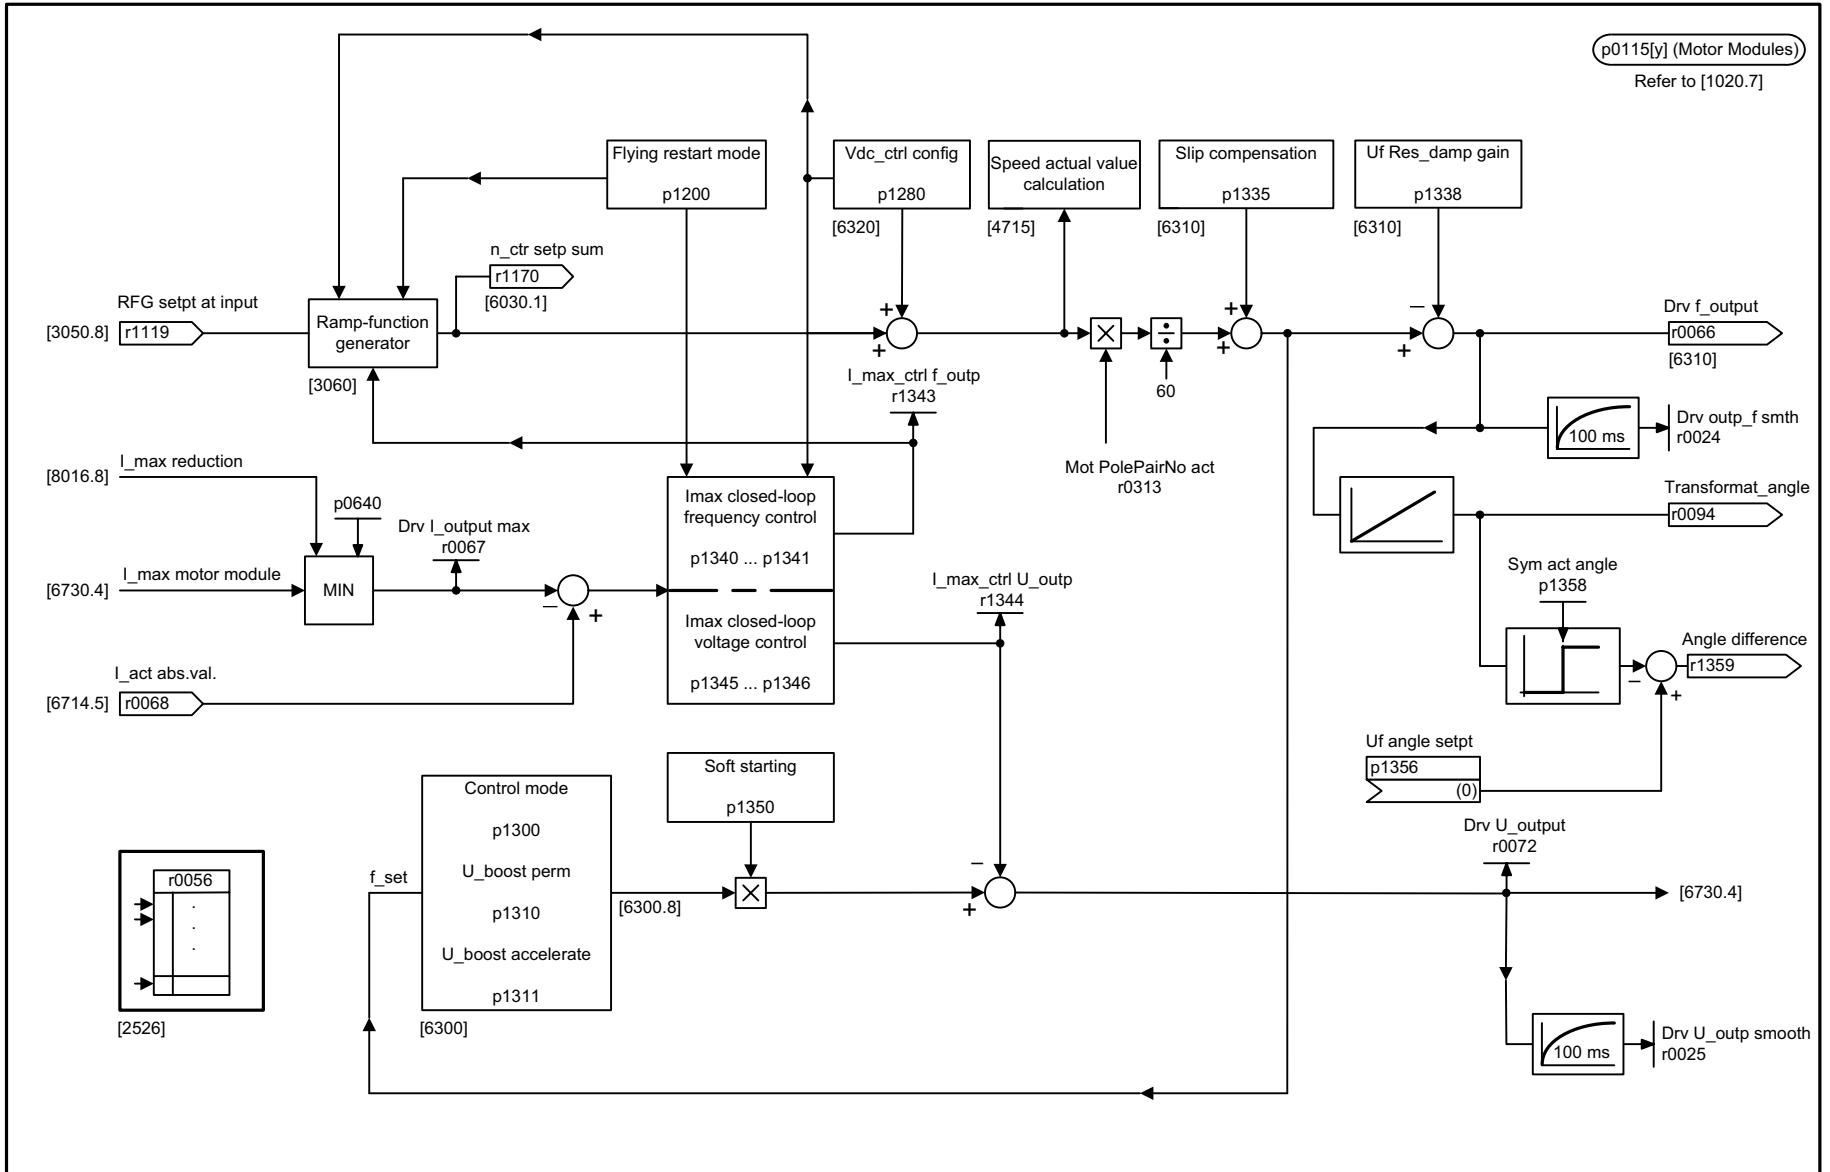 p0115[y] (Motor Modules)
Refer to [1020.7]
Flying restart mode
p1200
Vdc_ctrl config
p1280
[6320]
Speed actual value
calculation
[4715]
Slip compensation
p1335
[6310]
Uf Res_damp gain
p1338
[6310]
n_ctr setp sum
r1170
[6030.1]
RFG setpt at input
[3050.8]
r1119
Ramp-function
generator
[3060]
+
+
×
÷
60
+
+
–
+
Drv f_output
r0066
[6310]
I_max_ctrl f_outp
r1343
Mot PolePairNo act
r0313
100 ms
Drv outp_f smth
r0024
Transformat_angle
r0094
I_max reduction
[8016.8]
p0640
Drv I_output max
r0067
I_max motor module
[6730.4]
MIN
–
+
Imax closed-loop
frequency control
p1340 ... p1341
Imax closed-loop
voltage control
p1345 ... p1346
I_max_ctrl U_outp
r1344
Sym act angle
p1358
Angle difference
r1359
–
+
I_act abs.val.
[6714.5]
r0068
Uf angle setpt
p1356
(0)
Soft starting
p1350
Control mode
p1300
U_boost perm
p1310
U_boost accelerate
p1311
[6300]
f_set
[6300.8]
×
–
+
Drv U_output
r0072
[6730.4]
r0056
.
.
.
[2526]
100 ms
Drv U_outp smooth
r0025